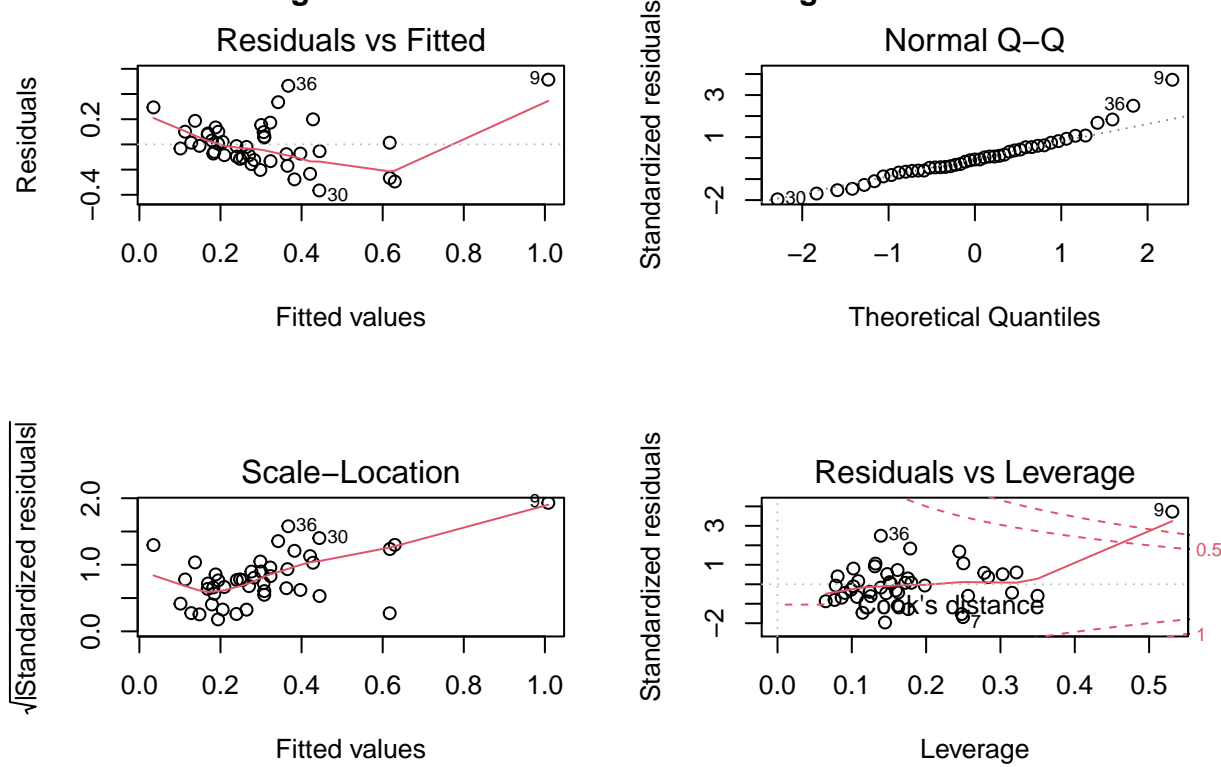 g
g
Residuals vs Fitted
Residuals
0.2
−0.4
36
9
30
0.0 0.2 0.4 0.6 0.8 1.0
Fitted values
Normal Q−Q
Standardized residuals
3
1
−2
9
36
30
−2 −1 0 1 2
Theoretical Quantiles
Scale−Location
√|Standardized residuals|
2.0
1.0
0.0
9
36
30
0.0 0.2 0.4 0.6 0.8 1.0
Fitted values
Residuals vs Leverage
Standardized residuals
3
1
−2
9
36
7
0.5
1
Cook's distance
0.0 0.1 0.2 0.3 0.4 0.5
Leverage